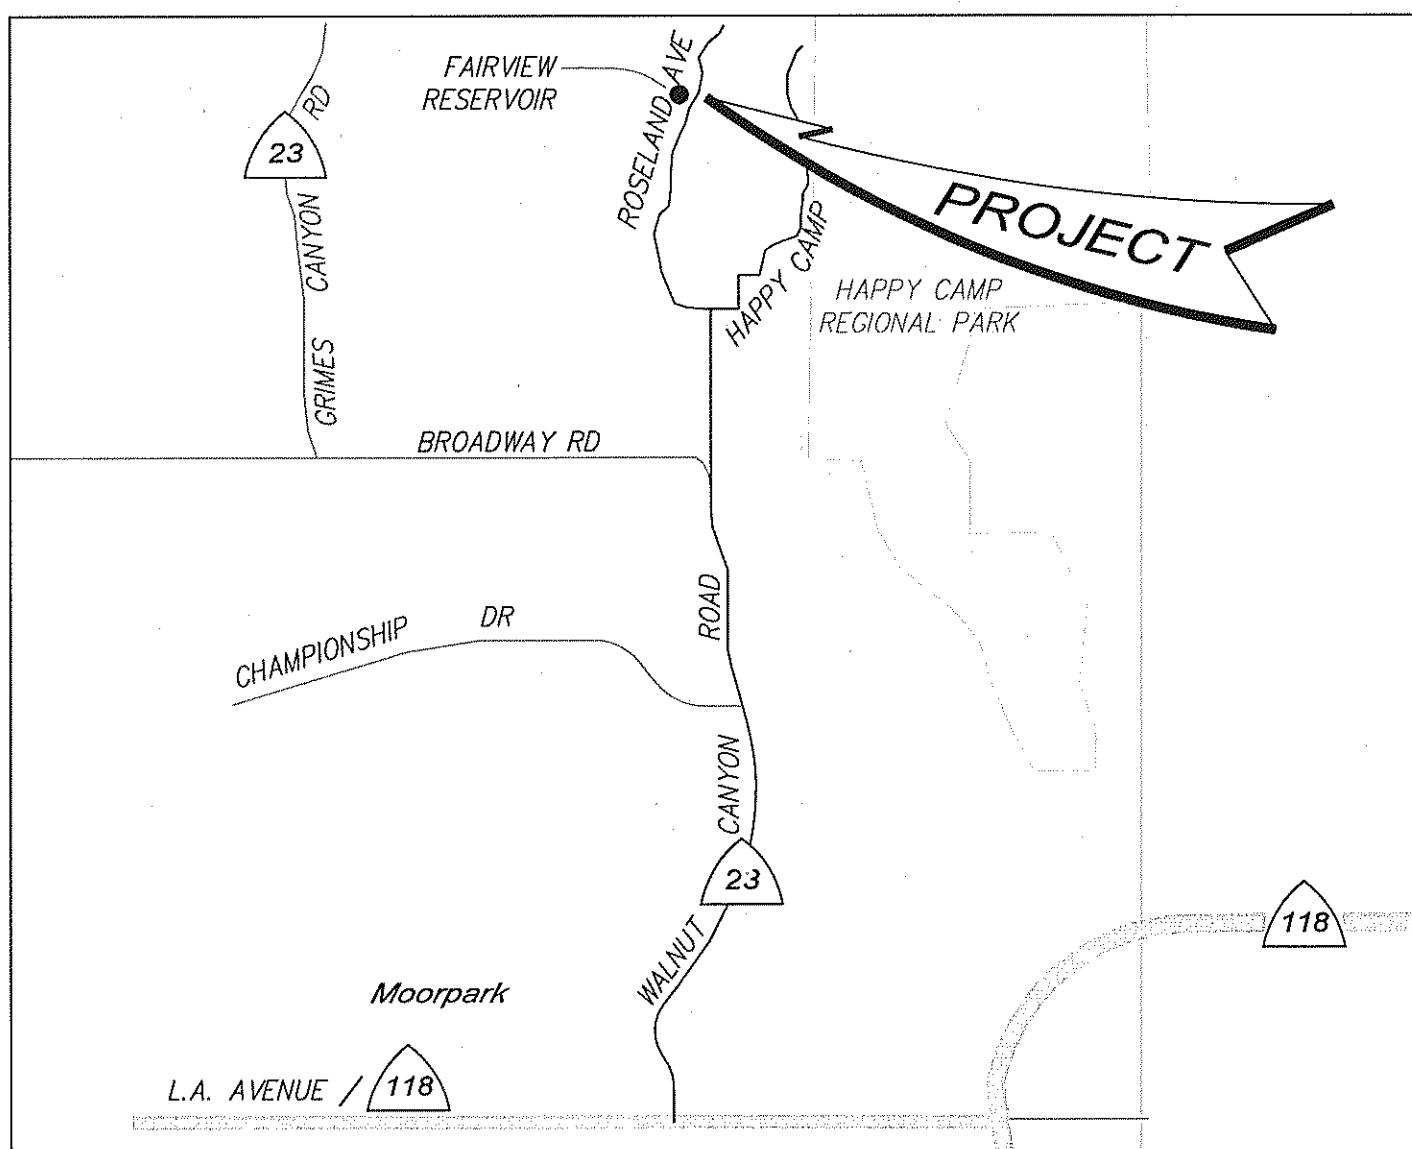 FAIRVIEW
RESERVOIR
ROSELAND AVE
RD
23
GRIMES CANYON
PROJECT
HAPPY CAMP
HAPPY CAMP
REGIONAL PARK
BROADWAY RD
CHAMPIONSHIP DR
WALNUT CANYON ROAD
23
118
Moorpark
L.A. AVENUE / 118